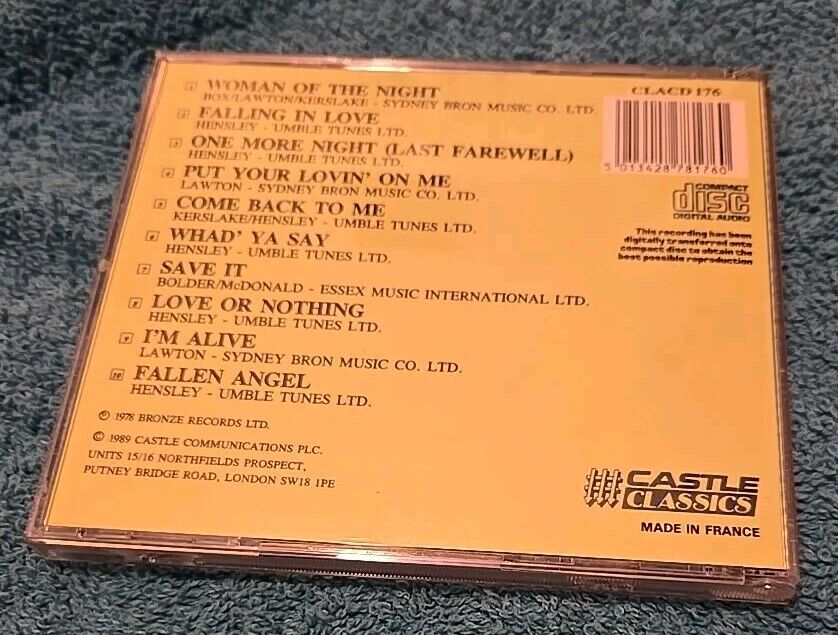 1 WOMAN OF THE NIGHT
BOX/LAWTON/KERSLAKE - SYDNEY BRON MUSIC CO. LTD.
2 FALLING IN LOVE
HENSLEY - UMBLE TUNES LTD.
3 ONE MORE NIGHT (LAST FAREWELL)
HENSLEY - UMBLE TUNES LTD.
4 PUT YOUR LOVIN' ON ME
LAWTON - SYDNEY BRON MUSIC CO. LTD.
5 COME BACK TO ME
KERSLAKE/HENSLEY - UMBLE TUNES LTD.
6 WHAD' YA SAY
HENSLEY - UMBLE TUNES LTD.
7 SAVE IT
BOLDER/McDONALD - ESSEX MUSIC INTERNATIONAL LTD.
8 LOVE OR NOTHING
HENSLEY - UMBLE TUNES LTD.
9 I'M ALIVE
LAWTON - SYDNEY BRON MUSIC CO. LTD.
10 FALLEN ANGEL
HENSLEY - UMBLE TUNES LTD.
℗ 1978 BRONZE RECORDS LTD.
© 1989 CASTLE COMMUNICATIONS PLC.
UNITS 15/16 NORTHFIELDS PROSPECT,
PUTNEY BRIDGE ROAD, LONDON SW18 1PE
CLACD 176
5 013428 781760
COMPACT
disc
DIGITAL AUDIO
This recording has been
digitally transferred onto
compact disc to obtain the
best possible reproduction
CASTLE
CLASSICS
MADE IN FRANCE